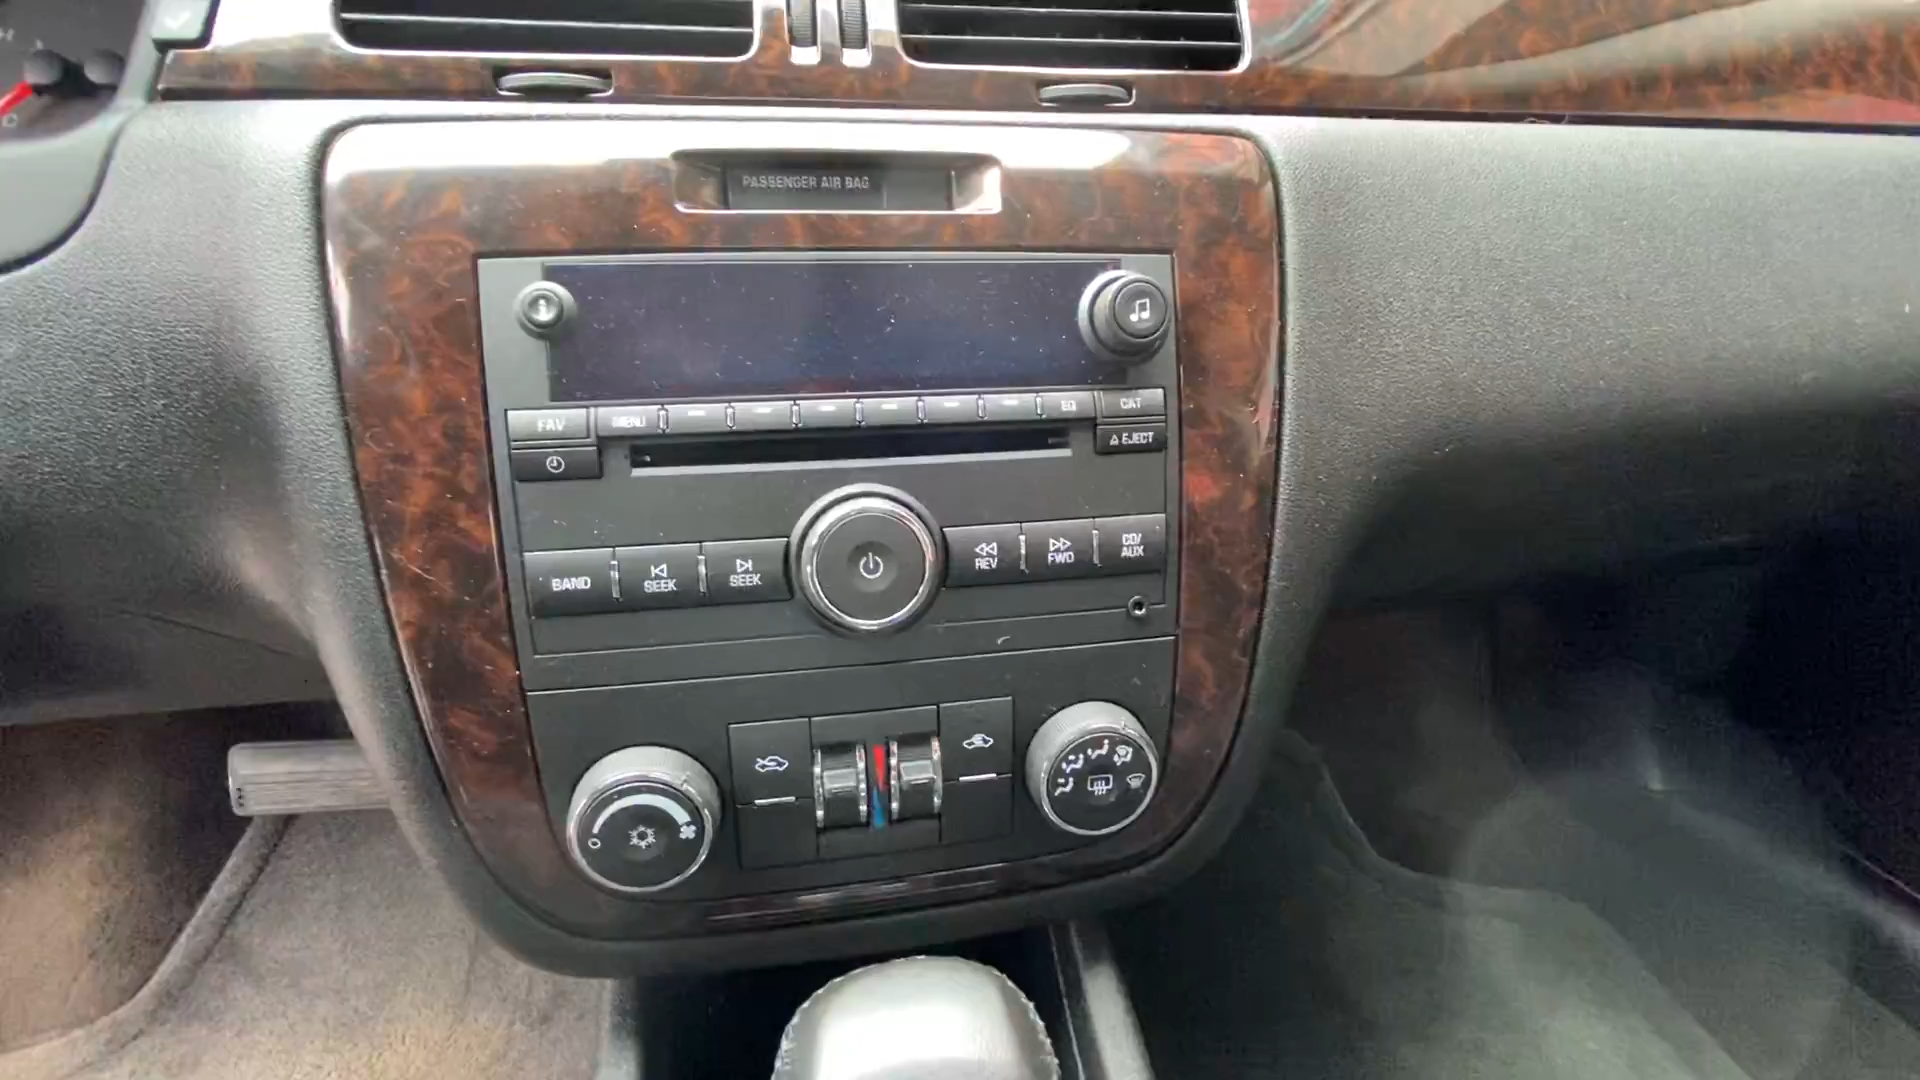 PASSENGER AIR BAG
FAV
MENU
EQ
CAT
EJECT
BAND
SEEK
SEEK
REV
FWD
CD/
AUX